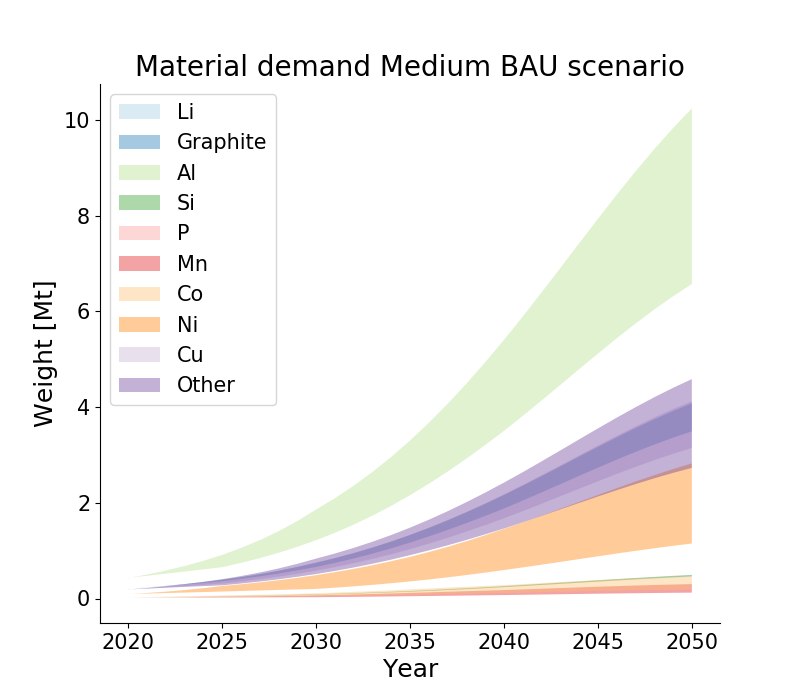 Material demand Medium BAU scenario
Li
Graphite
Al
Si
P
Mn
Co
Ni
Cu
Other
10
8
6
4
2
0
Weight [Mt]
2020 2025 2030 2035 2040 2045 2050
Year